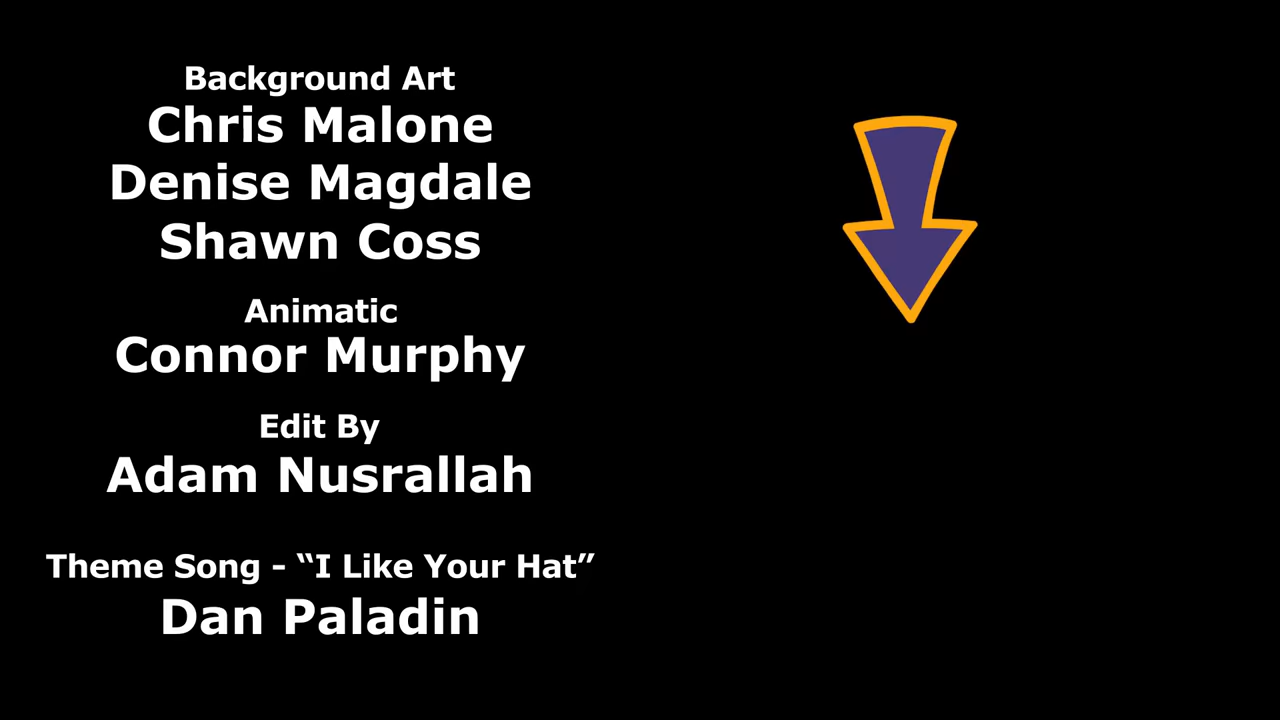 Background Art
Chris Malone
Denise Magdale
Shawn Coss
Animatic
Connor Murphy
Edit By
Adam Nusrallah
Theme Song - “I Like Your Hat”
Dan Paladin